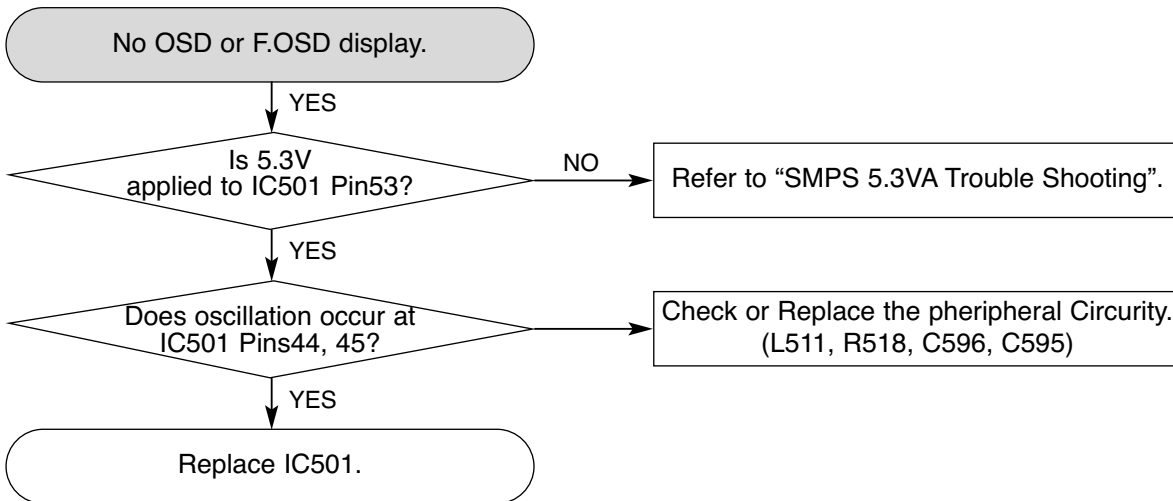 No OSD or F.OSD display.
YES
Is 5.3V
applied to IC501 Pin53?
NO
Refer to “SMPS 5.3VA Trouble Shooting”.
YES
Does oscillation occur at
IC501 Pins44, 45?
Check or Replace the pheripheral Circurity.
(L511, R518, C596, C595)
YES
Replace IC501.